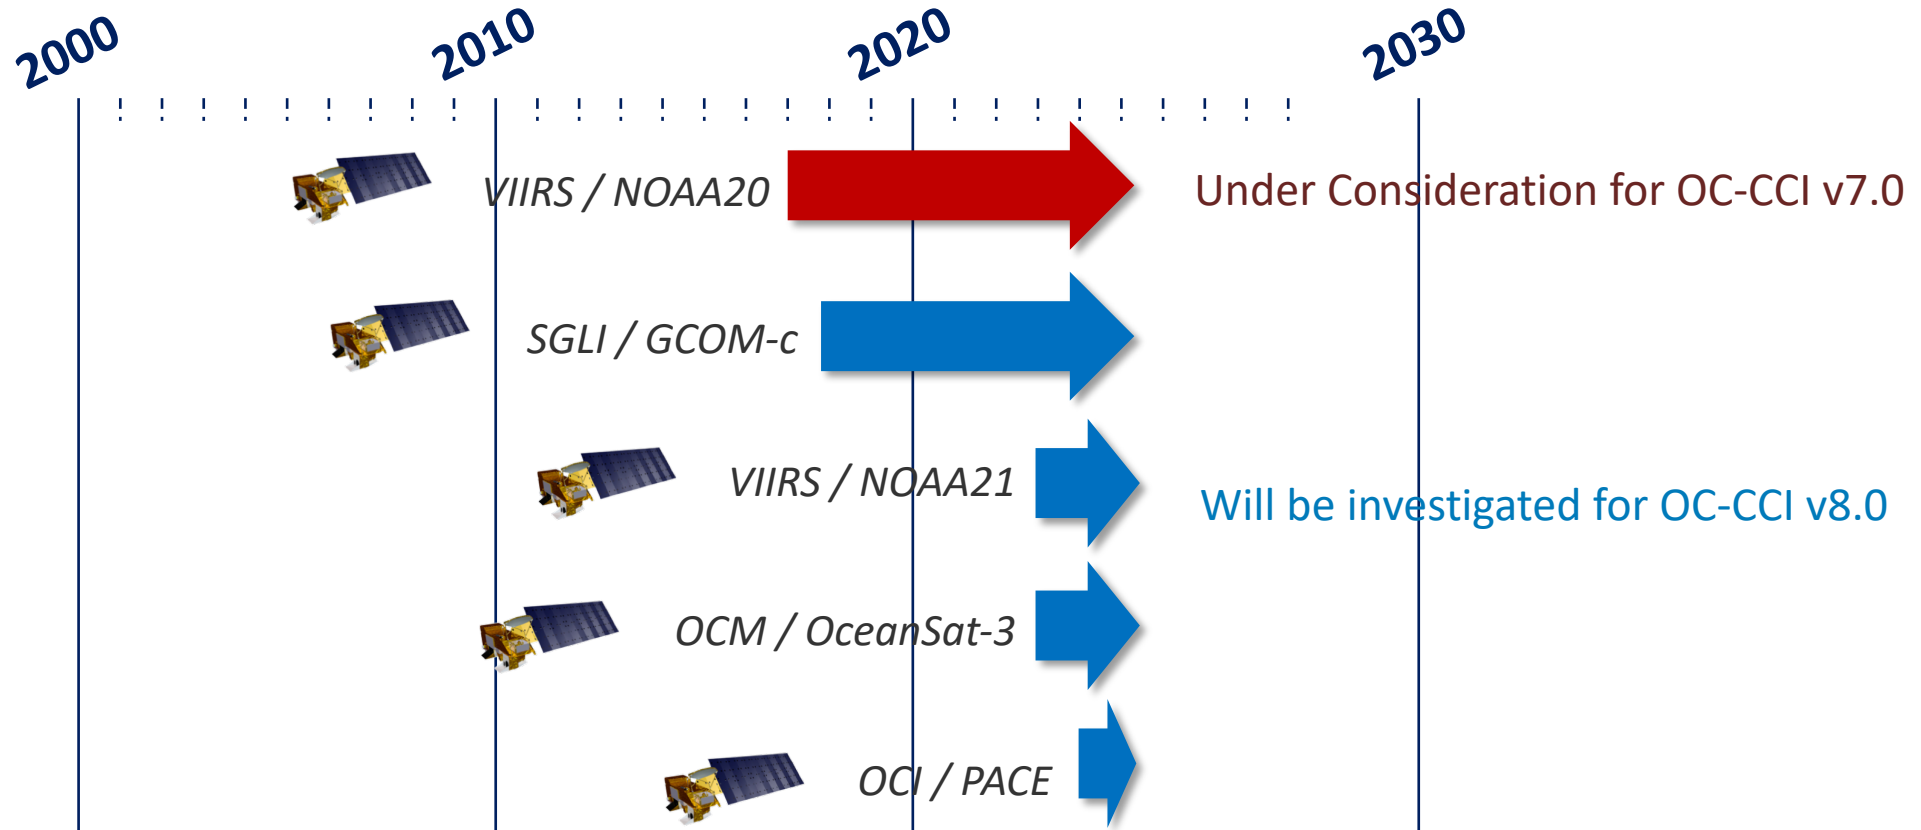 2000
2010
2020
2030
VIIRS / NOAA20
Under Consideration for OC-CCI v7.0
SGLI / GCOM-c
VIIRS / NOAA21
Will be investigated for OC-CCI v8.0
OCM / OceanSat-3
OCI / PACE